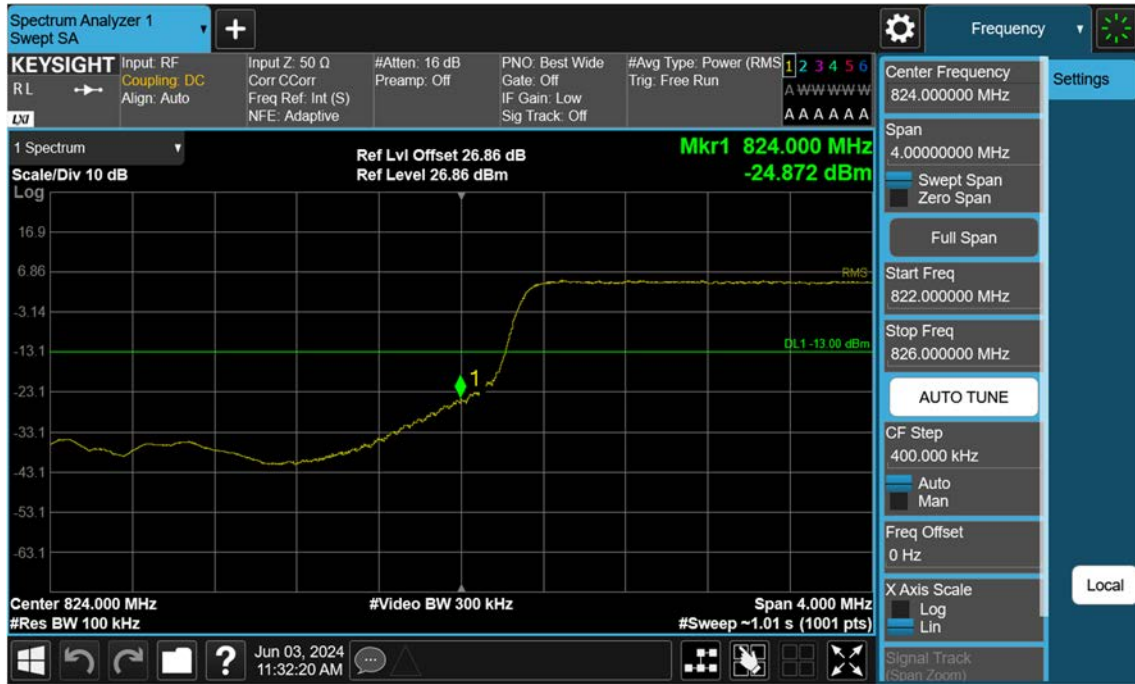 Spectrum Analyzer 1
Swept SA
+
Frequency
KEYSIGHT
RL
LXI
Input: RF
Coupling: DC
Align: Auto
Input Z: 50 Ω
Corr CCorr
Freq Ref: Int (S)
NFE: Adaptive
#Atten: 16 dB
Preamp: Off
PNO: Best Wide
Gate: Off
IF Gain: Low
Sig Track: Off
#Avg Type: Power (RMS
Trig: Free Run
1 2 3 4 5 6
A W W W W W
A A A A A A
1 Spectrum
Scale/Div 10 dB
Log
Ref Lvl Offset 26.86 dB
Ref Level 26.86 dBm
Mkr1 824.000 MHz
-24.872 dBm
16.9
6.86
-3.14
-13.1
-23.1
-33.1
-43.1
-53.1
-63.1
RMS
DL1 -13.00 dBm
1
Center 824.000 MHz
#Res BW 100 kHz
#Video BW 300 kHz
Span 4.000 MHz
#Sweep ~1.01 s (1001 pts)
?
Jun 03, 2024
11:32:20 AM
Center Frequency
824.000000 MHz
Span
4.00000000 MHz
Swept Span
Zero Span
Full Span
Start Freq
822.000000 MHz
Stop Freq
826.000000 MHz
AUTO TUNE
CF Step
400.000 kHz
Auto
Man
Freq Offset
0 Hz
X Axis Scale
Log
Lin
Signal Track
(Span Zoom)
Settings
Local